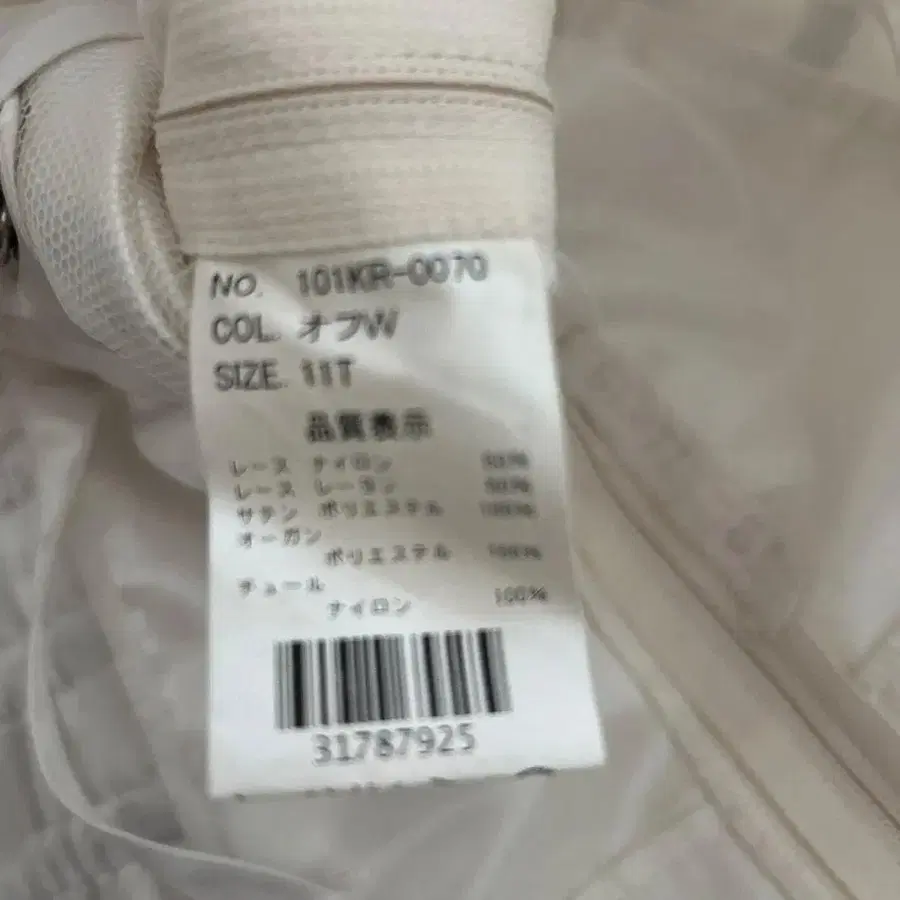 NO. 101KR-0070
COL. オフW
SIZE. 11T
品質表示
レース ナイロン 50%
レース レーヨン 50%
サテン ポリエステル 100%
オーガン
ポリエステル 100%
チュール
ナイロン 100%
31787925